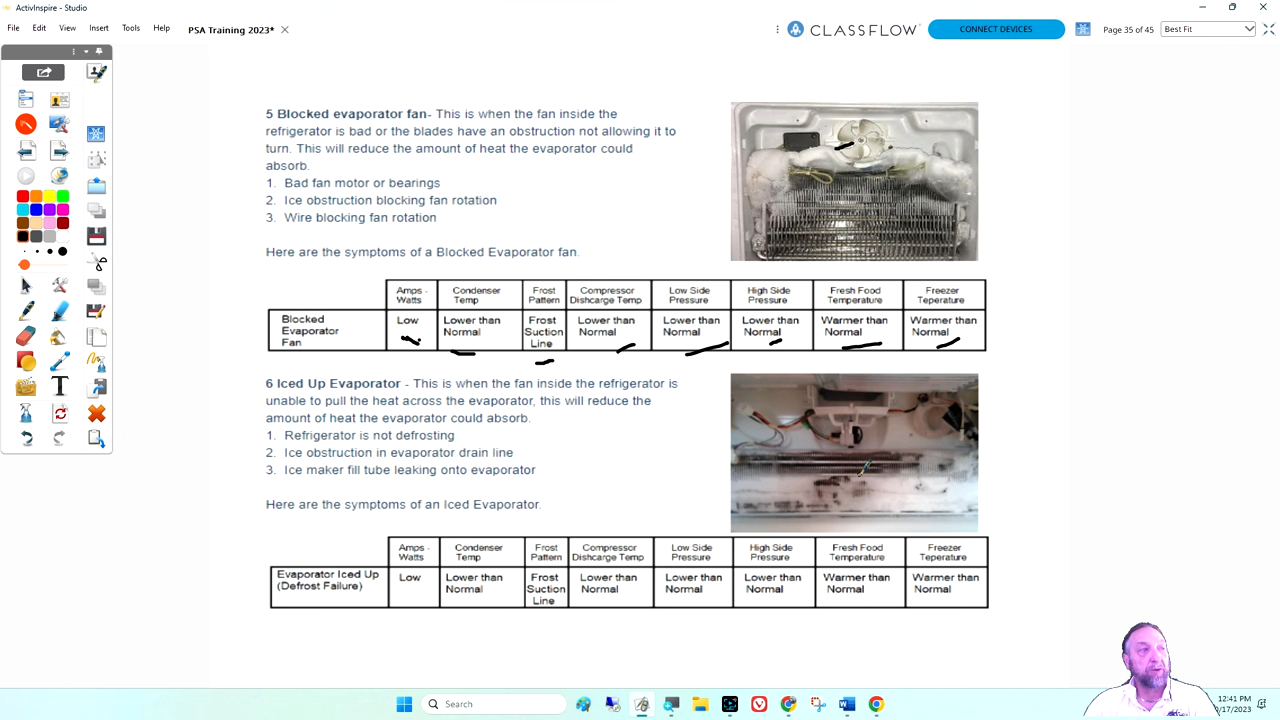 ActivInspire - Studio
File Edit View Insert Tools Help PSA Training 2023* CLASSFLOW CONNECT DEVICES Page 35 of 45 Best Fit
5 Blocked evaporator fan- This is when the fan inside the
refrigerator is bad or the blades have an obstruction not allowing it to
turn. This will reduce the amount of heat the evaporator could
absorb.
1. Bad fan motor or bearings
2. Ice obstruction blocking fan rotation
3. Wire blocking fan rotation
Here are the symptoms of a Blocked Evaporator fan.
Amps - Condenser Frost Compressor Low Side High Side Fresh Food Freezer
Watts Temp Pattern Dishcarge Temp Pressure Pressure Temperature Teperature
Blocked Low Lower than Frost Lower than Lower than Lower than Warmer than Warmer than
Evaporator Normal Suction Normal Normal Normal Normal Normal
Fan Line
6 Iced Up Evaporator - This is when the fan inside the refrigerator is
unable to pull the heat across the evaporator, this will reduce the
amount of heat the evaporator could absorb.
1. Refrigerator is not defrosting
2. Ice obstruction in evaporator drain line
3. Ice maker fill tube leaking onto evaporator
Here are the symptoms of an Iced Evaporator.
Amps - Condenser Frost Compressor Low Side High Side Fresh Food Freezer
Watts Temp Pattern Dishcarge Temp Pressure Pressure Temperature Teperature
Evaporator Iced Up Low Lower than Frost Lower than Lower than Lower than Warmer than Warmer than
(Defrost Failure) Normal Suction Normal Normal Normal Normal Normal
Line
Search
12:41 PM
/17/2023